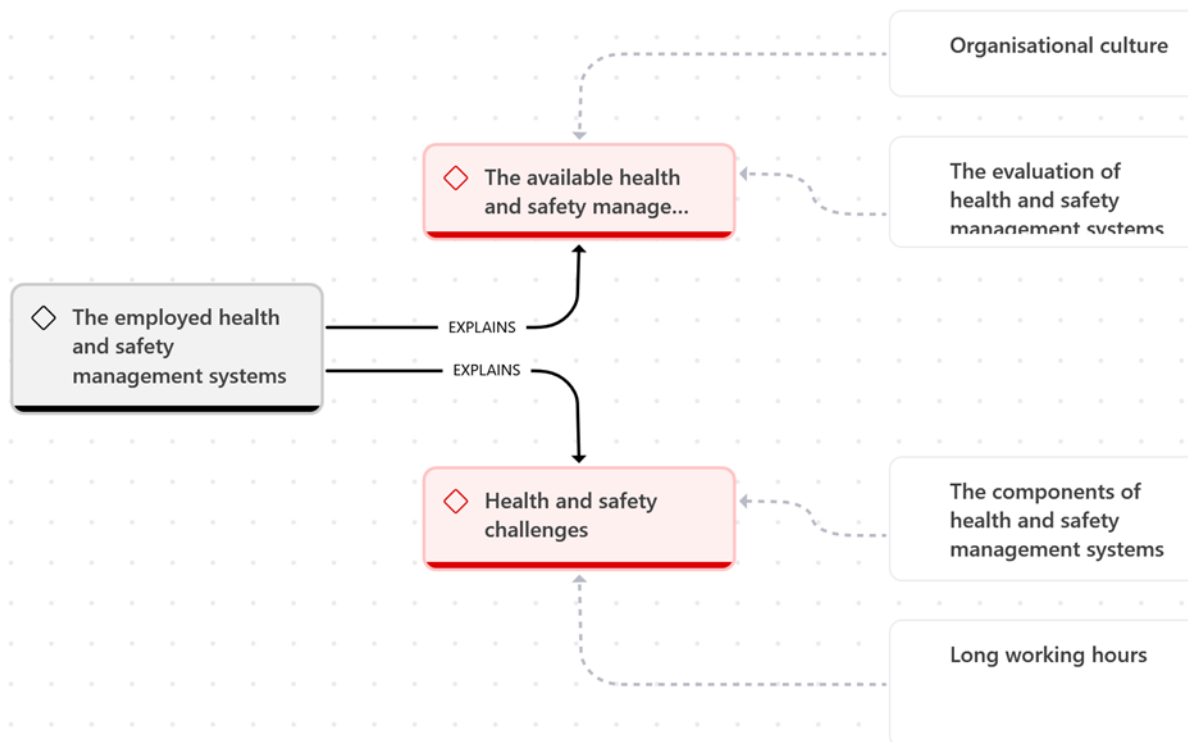 Organisational culture
The available health
and safety manage...
The evaluation of
health and safety
management systems
The employed health
and safety
management systems
EXPLAINS
EXPLAINS
Health and safety
challenges
The components of
health and safety
management systems
Long working hours